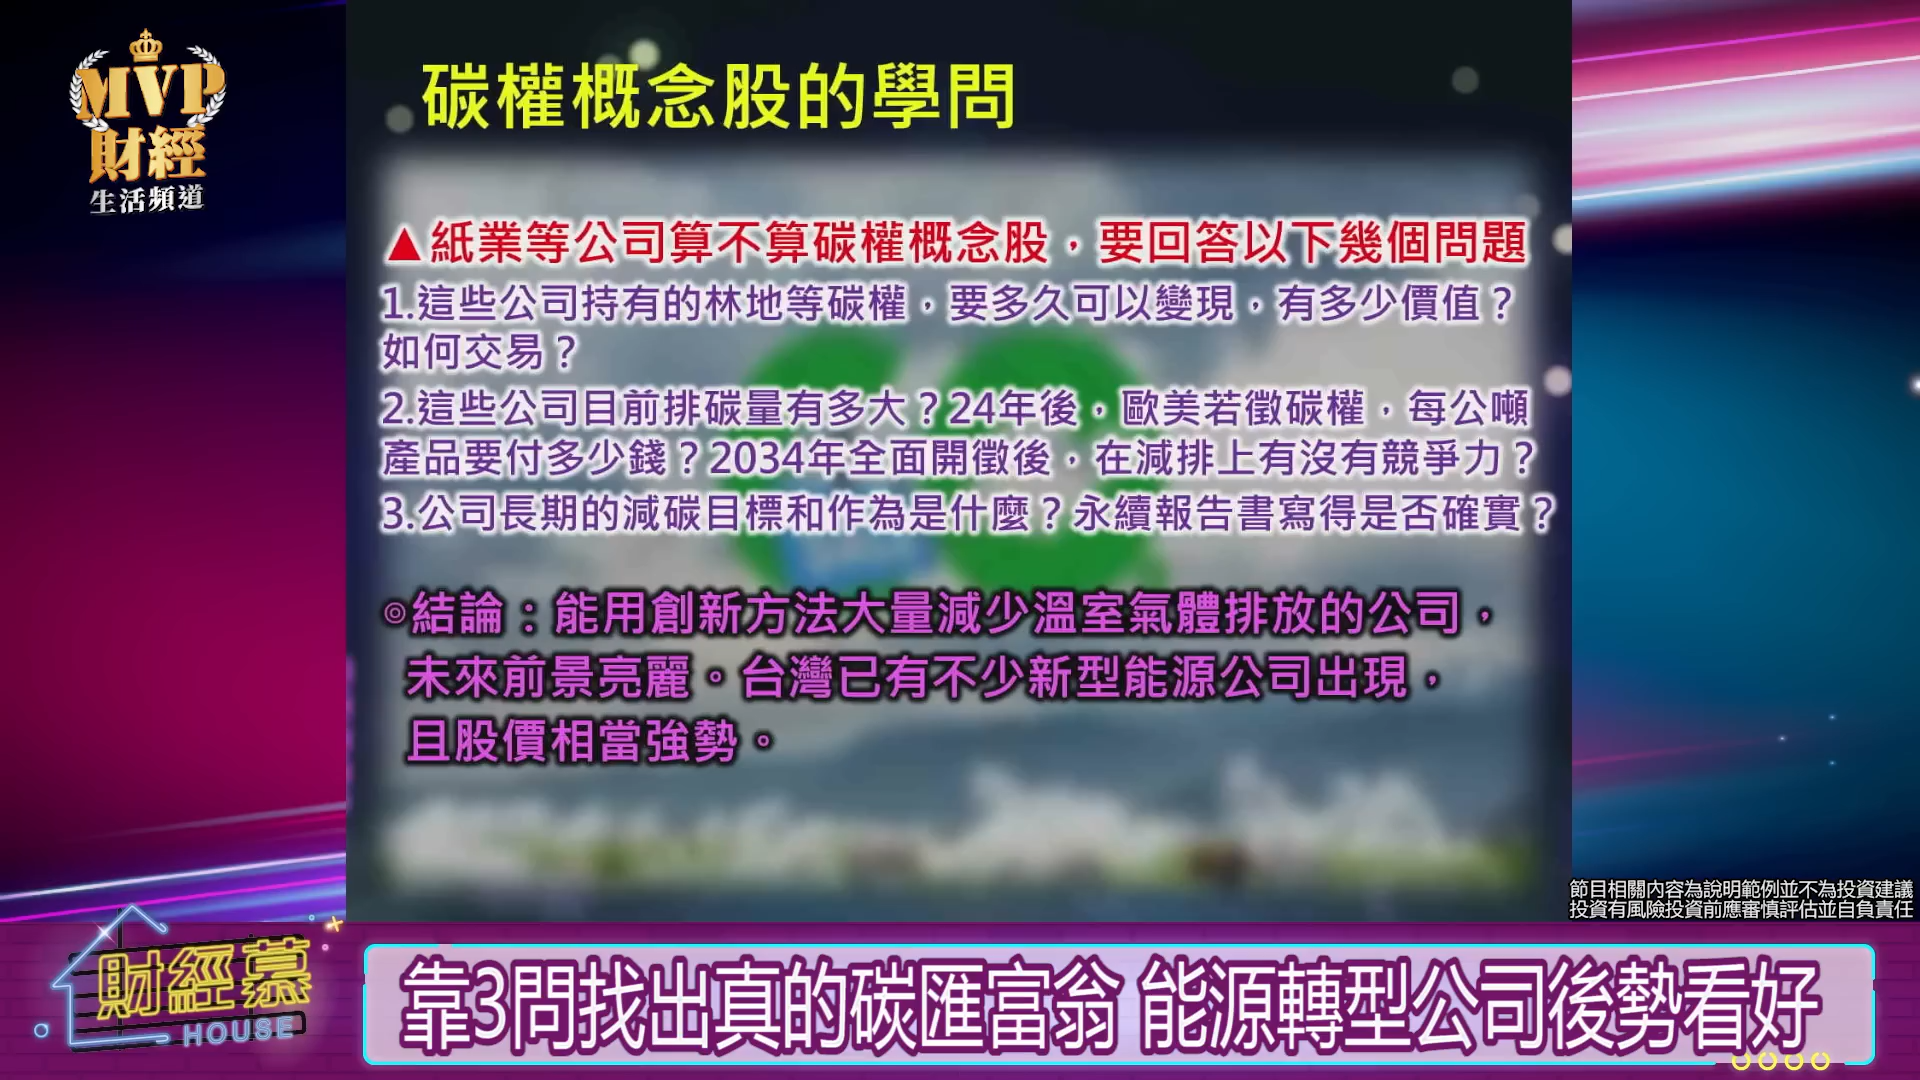 MVP
財經
生活頻道
碳權概念股的學問
▲紙業等公司算不算碳權概念股，要回答以下幾個問題
1.這些公司持有的林地等碳權，要多久可以變現，有多少價值？
如何交易？
2.這些公司目前排碳量有多大？24年後，歐美若徵碳權，每公噸
產品要付多少錢？2034年全面開徵後，在減排上有沒有競爭力？
3.公司長期的減碳目標和作為是什麼？永續報告書寫得是否確實？
◎結論：能用創新方法大量減少溫室氣體排放的公司，
未來前景亮麗。台灣已有不少新型能源公司出現，
且股價相當強勢。
節目相關內容為說明範例並不為投資建議
投資有風險投資前應審慎評估並自負責任
財經慕
HOUSE
靠3問找出真的碳匯富翁 能源轉型公司後勢看好